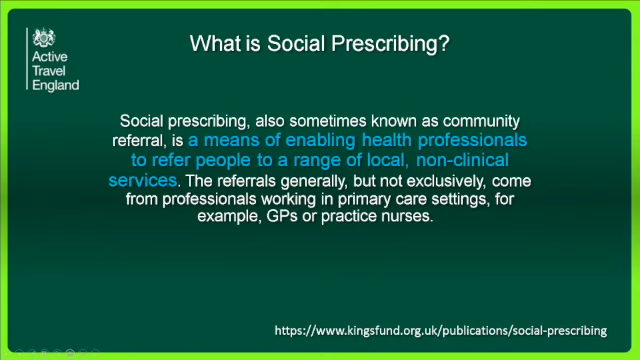 Active
Travel
England
What is Social Prescribing?
Social prescribing, also sometimes known as community
referral, is a means of enabling health professionals
to refer people to a range of local, non-clinical
services. The referrals generally, but not exclusively, come
from professionals working in primary care settings, for
example, GPs or practice nurses.
https://www.kingsfund.org.uk/publications/social-prescribing